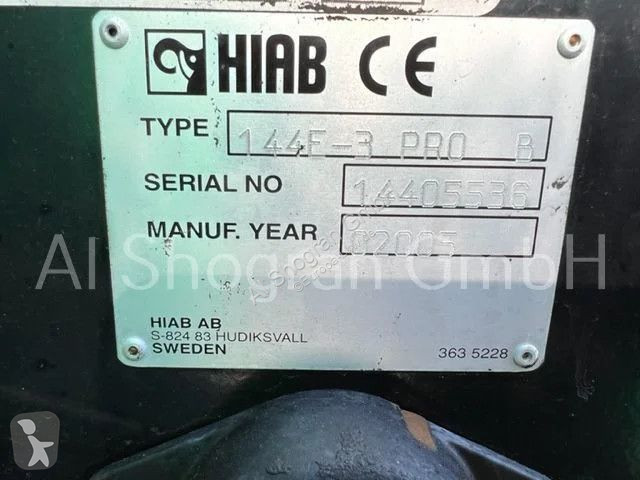 HIAB CE
TYPE 144E-3 PRO B
SERIAL NO 14405536
MANUF. YEAR 02005
Al Shogran GmbH
HIAB AB
S-824 83 HUDIKSVALL
SWEDEN 363 5228